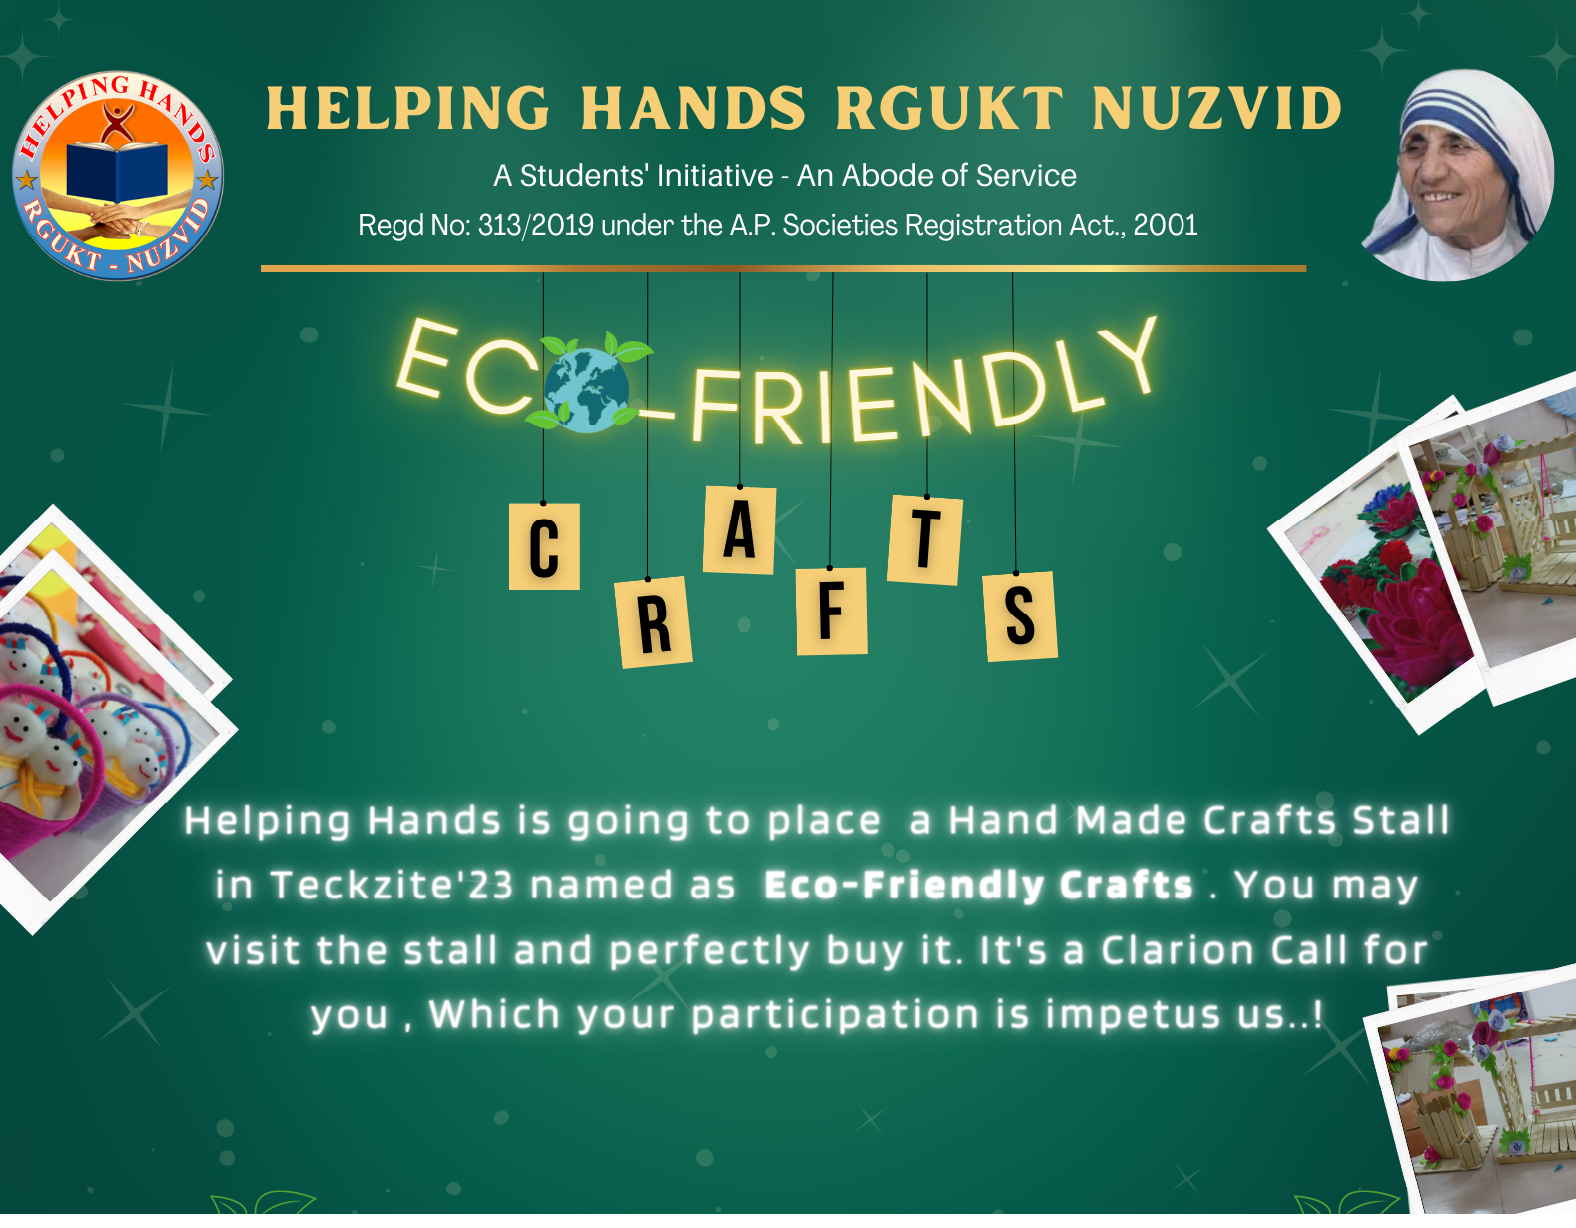 HELPING HANDS
RGUKT - NUZVID
HELPING HANDS RGUKT NUZVID
A Students' Initiative - An Abode of Service
Regd No: 313/2019 under the A.P. Societies Registration Act., 2001
ECO-FRIENDLY
CRAFTS
Helping Hands is going to place a Hand Made Crafts Stall
in Teckzite'23 named as Eco-Friendly Crafts . You may
visit the stall and perfectly buy it. It's a Clarion Call for
you , Which your participation is impetus us..!